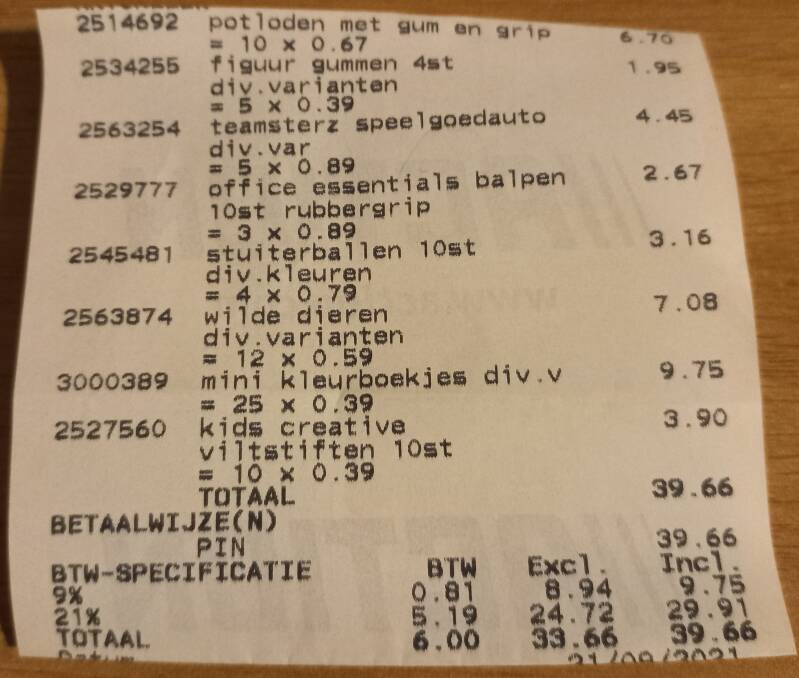 2514692 potloden met gum en grip 6.70
= 10 x 0.67
2534255 figuur gummen 4st 1.95
div.varianten
= 5 x 0.39
2563254 teamsterz speelgoedauto 4.45
div.var
= 5 x 0.89
2529777 office essentials balpen 2.67
10st rubbergrip
= 3 x 0.89
2545481 stuiterballen 10st 3.16
div.kleuren
= 4 x 0.79
2563874 wilde dieren 7.08
div.varianten
= 12 x 0.59
3000389 mini kleurboekjes div.v 9.75
= 25 x 0.39
2527560 kids creative 3.90
viltstiften 10st
= 10 x 0.39
TOTAAL 39.66
BETAALWIJZE(N)
PIN 39.66
BTW-SPECIFICATIE BTW Excl. Incl.
9% 0.81 8.94 9.75
21% 5.19 24.72 29.91
TOTAAL 6.00 33.66 39.66
Datum 21/09/2021